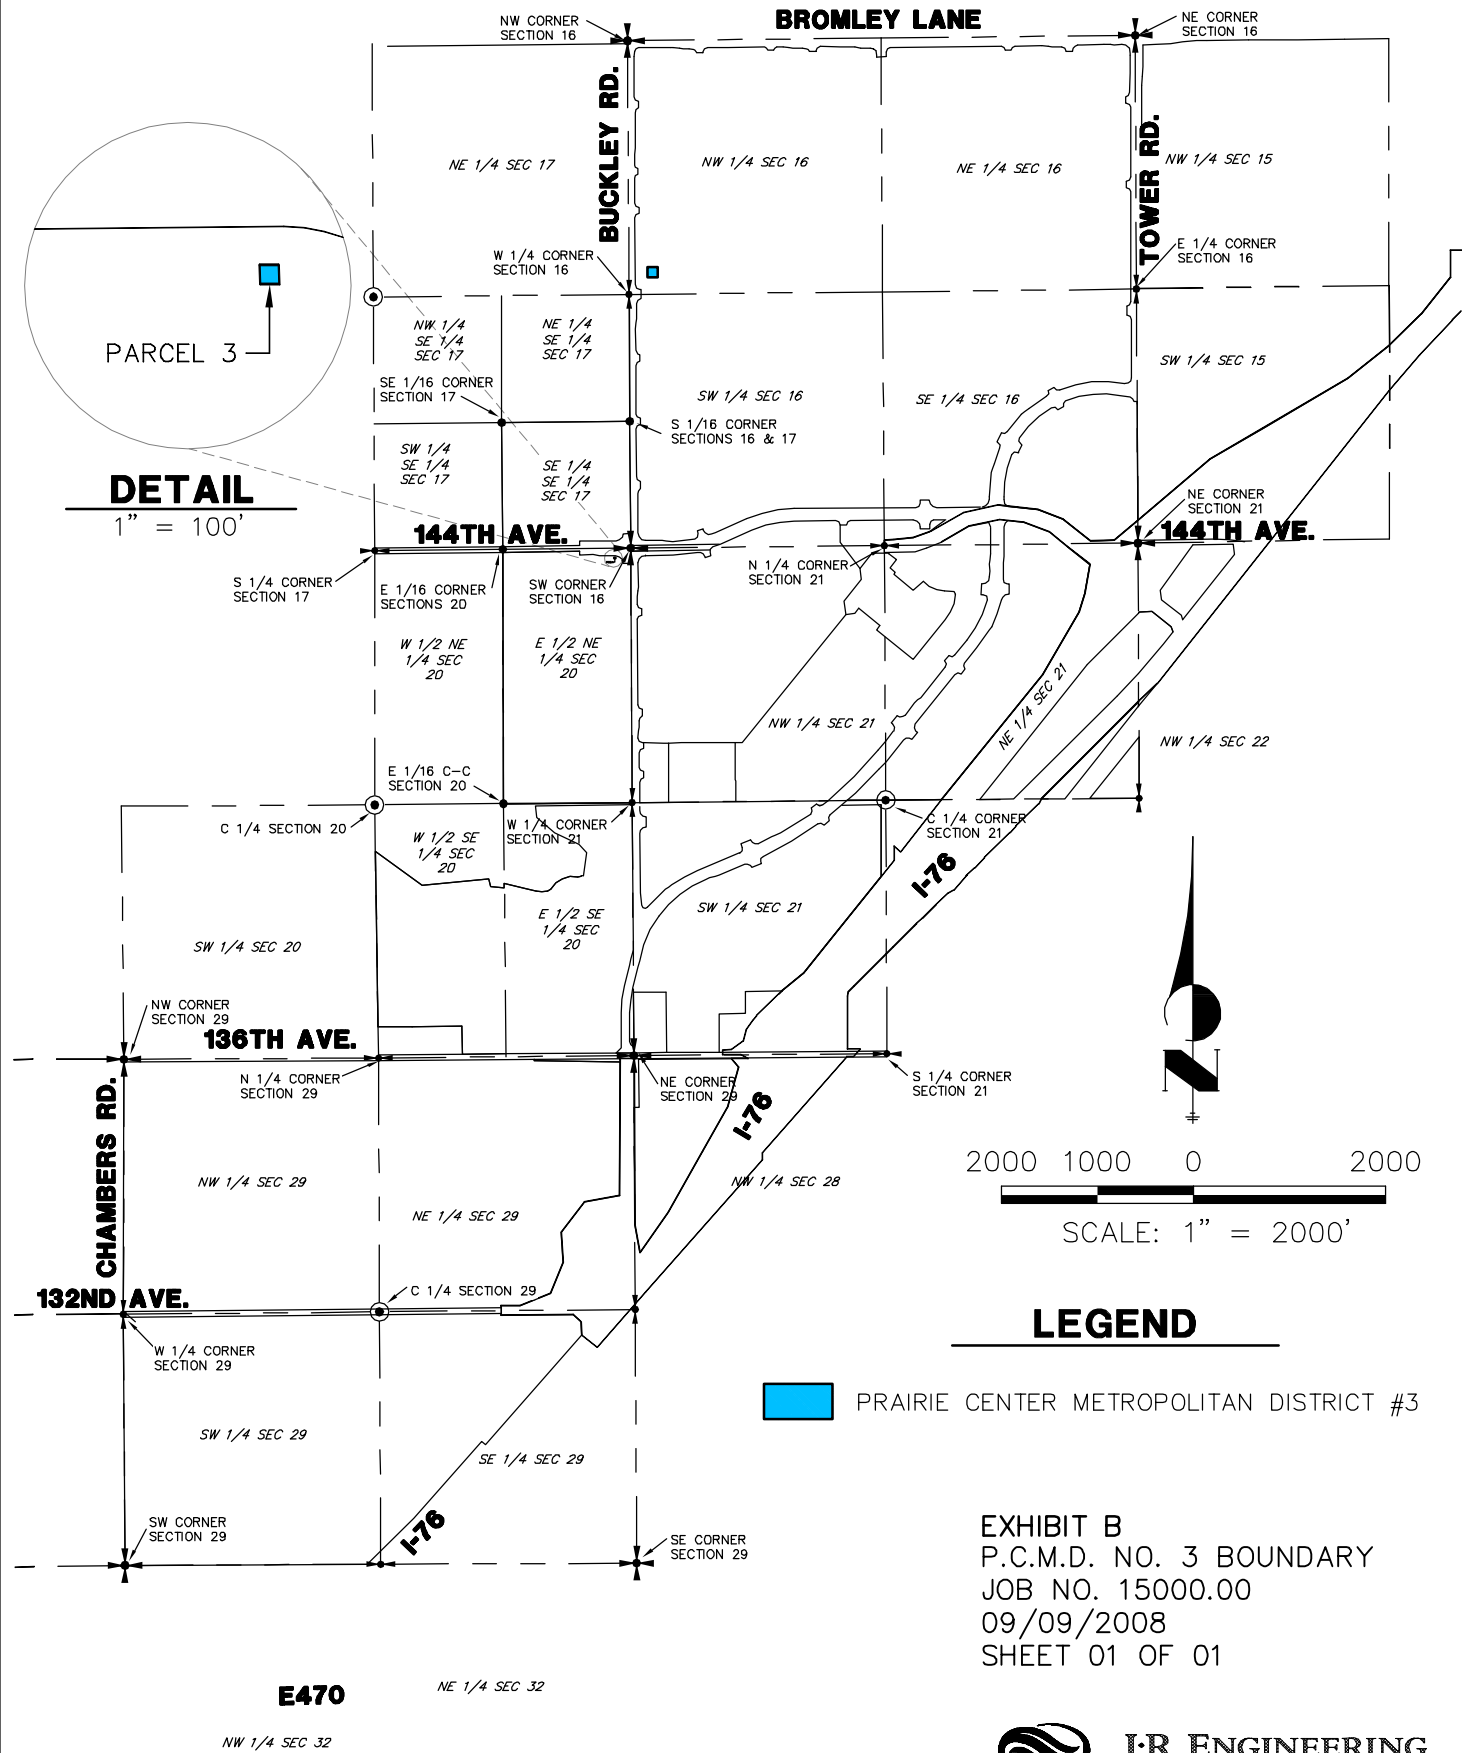 BROMLEY LANE
NW CORNER
SECTION 16
NE CORNER
SECTION 16
BUCKLEY RD.
TOWER RD.
NE 1/4 SEC 17
NW 1/4 SEC 16
NE 1/4 SEC 16
NW 1/4 SEC 15
W 1/4 CORNER
SECTION 16
E 1/4 CORNER
SECTION 16
PARCEL 3
DETAIL
1" = 100'
NW 1/4
SE 1/4
SEC 17
NE 1/4
SE 1/4
SEC 17
SE 1/16 CORNER
SECTION 17
SW 1/4 SEC 16
SE 1/4 SEC 16
SW 1/4 SEC 15
S 1/16 CORNER
SECTIONS 16 & 17
SW 1/4
SE 1/4
SEC 17
SE 1/4
SE 1/4
SEC 17
NE CORNER
SECTION 21
144TH AVE.
144TH AVE.
S 1/4 CORNER
SECTION 17
E 1/16 CORNER
SECTIONS 20
SW CORNER
SECTION 16
N 1/4 CORNER
SECTION 21
W 1/2 NE
1/4 SEC
20
E 1/2 NE
1/4 SEC
20
NW 1/4 SEC 21
NE 1/4 SEC 21
NW 1/4 SEC 22
E 1/16 C-C
SECTION 20
C 1/4 SECTION 20
W 1/4 CORNER
SECTION 21
C 1/4 CORNER
SECTION 21
W 1/2 SE
1/4 SEC
20
I-76
E 1/2 SE
1/4 SEC
20
SW 1/4 SEC 21
SW 1/4 SEC 20
NW CORNER
SECTION 29
136TH AVE.
N 1/4 CORNER
SECTION 29
NE CORNER
SECTION 29
S 1/4 CORNER
SECTION 21
I-76
CHAMBERS RD.
NW 1/4 SEC 29
NE 1/4 SEC 29
NW 1/4 SEC 28
N
2000 1000 0 2000
SCALE: 1" = 2000'
C 1/4 SECTION 29
132ND AVE.
W 1/4 CORNER
SECTION 29
LEGEND
PRAIRIE CENTER METROPOLITAN DISTRICT #3
SW 1/4 SEC 29
SE 1/4 SEC 29
I-76
SW CORNER
SECTION 29
SE CORNER
SECTION 29
EXHIBIT B
P.C.M.D. NO. 3 BOUNDARY
JOB NO. 15000.00
09/09/2008
SHEET 01 OF 01
E470
NE 1/4 SEC 32
NW 1/4 SEC 32
J·R ENGINEERING